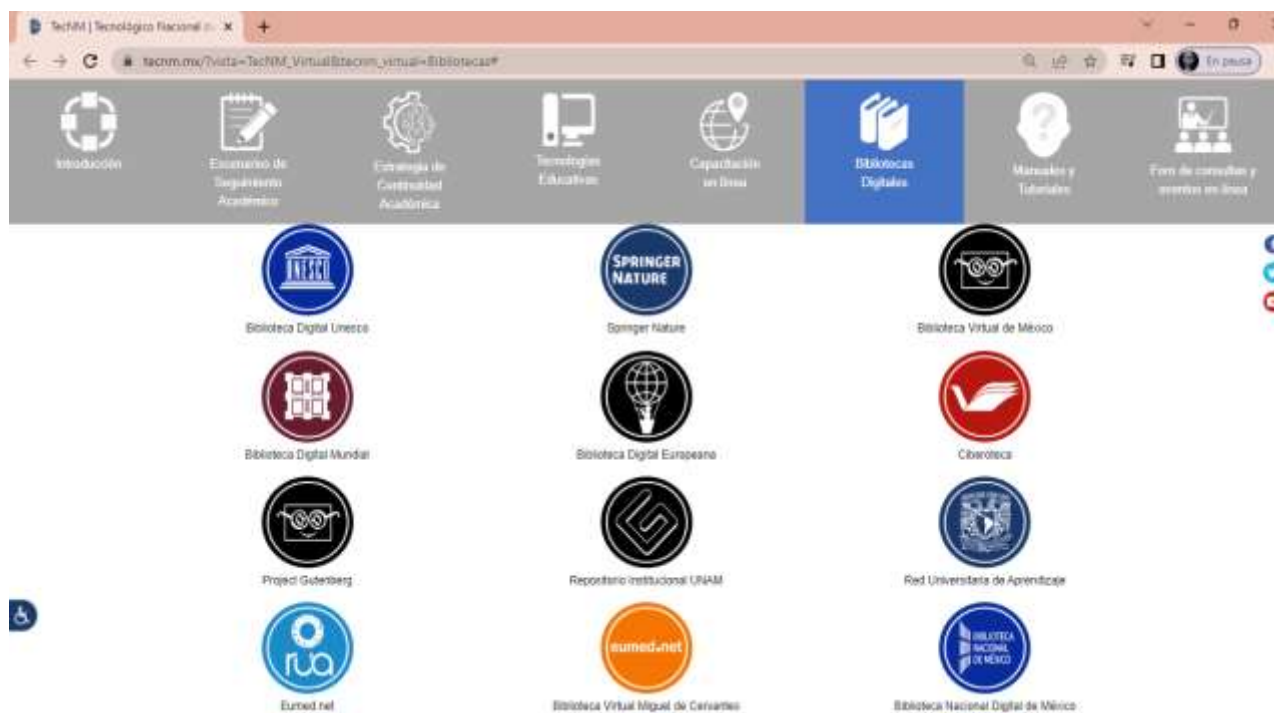 TecNM | Tecnológico Nacional
tecnm.mx/?vista=TecNM_Virtual&tecnm_virtual=Bibliotecas#
En pausa
Introducción
Escenarios de
Seguimiento
Académico
Estrategia de
Continuidad
Académica
Tecnologías
Educativas
Capacitación
en línea
Bibliotecas
Digitales
Manuales y
Tutoriales
Foro de consultas y
eventos en línea
UNESCO
SPRINGER
NATURE
Biblioteca Digital Unesco
Springer Nature
Biblioteca Virtual de México
Biblioteca Digital Mundial
Biblioteca Digital Europeana
Ciberoteca
Project Gutenberg
Repositorio Institucional UNAM
Red Universitaria de Aprendizaje
rua
eumed.net
BIBLIOTECA
NACIONAL
DE MÉXICO
Eumed.net
Biblioteca Virtual Miguel de Cervantes
Biblioteca Nacional Digital de México